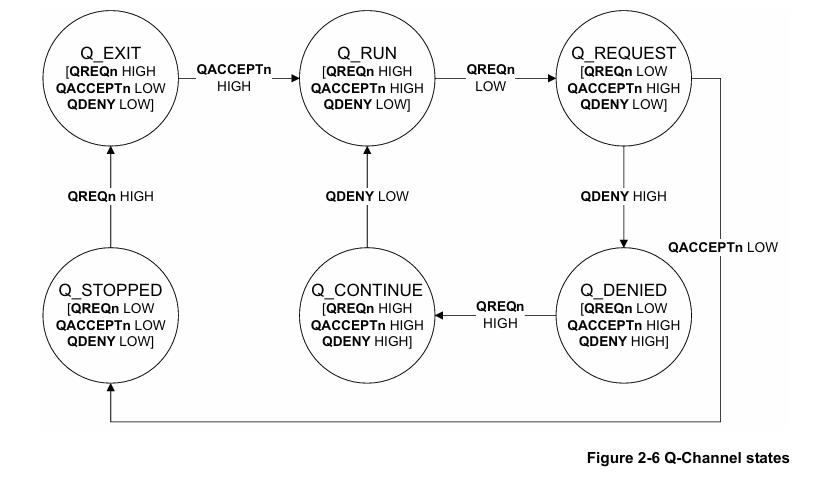 Q_EXIT
[QREQn HIGH
QACCEPTn LOW
QDENY LOW]
QACCEPTn
HIGH
Q_RUN
[QREQn HIGH
QACCEPTn HIGH
QDENY LOW]
QREQn
LOW
Q_REQUEST
[QREQn LOW
QACCEPTn HIGH
QDENY LOW]
QREQn HIGH
QDENY LOW
QDENY HIGH
QACCEPTn LOW
Q_STOPPED
[QREQn LOW
QACCEPTn LOW
QDENY LOW]
Q_CONTINUE
[QREQn HIGH
QACCEPTn HIGH
QDENY HIGH]
QREQn
HIGH
Q_DENIED
[QREQn LOW
QACCEPTn HIGH
QDENY HIGH]
Figure 2-6 Q-Channel states